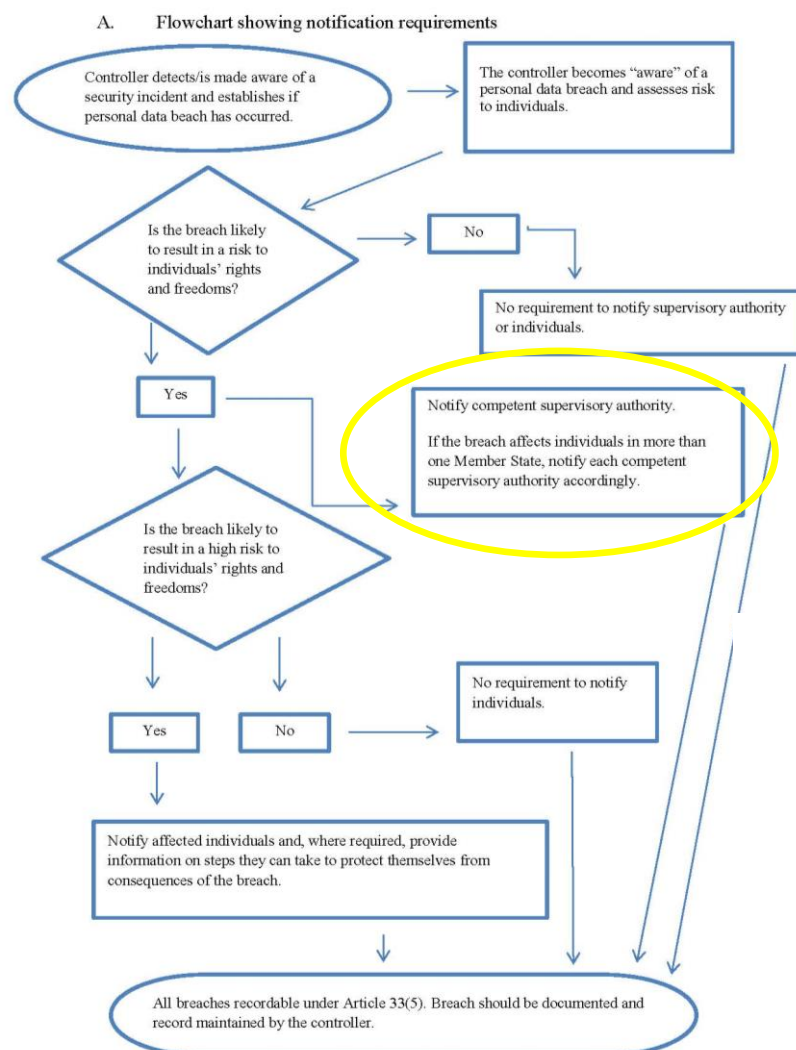 A. Flowchart showing notification requirements
Controller detects/is made aware of a
security incident and establishes if
personal data beach has occurred.
The controller becomes “aware” of a
personal data breach and assesses risk
to individuals.
Is the breach likely
to result in a risk to
individuals’ rights
and freedoms?
No
No requirement to notify supervisory authority
or individuals.
Yes
Notify competent supervisory authority.
If the breach affects individuals in more than
one Member State, notify each competent
supervisory authority accordingly.
Is the breach likely to
result in a high risk to
individuals’ rights and
freedoms?
Yes
No
No requirement to notify
individuals.
Notify affected individuals and, where required, provide
information on steps they can take to protect themselves from
consequences of the breach.
All breaches recordable under Article 33(5). Breach should be documented and
record maintained by the controller.